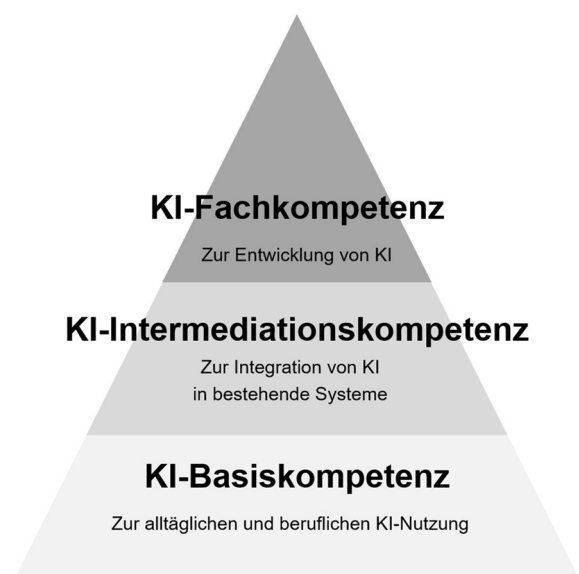 KI-Fachkompetenz
Zur Entwicklung von KI
KI-Intermediationskompetenz
Zur Integration von KI
in bestehende Systeme
KI-Basiskompetenz
Zur alltäglichen und beruflichen KI-Nutzung